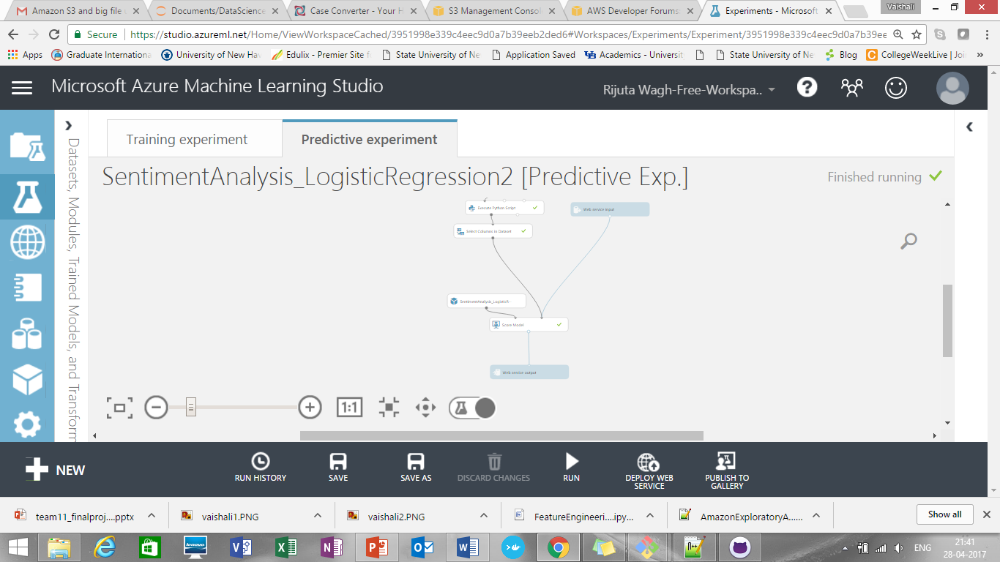 Amazon S3 and big file
Documents/DataScience
Case Converter - Your H
S3 Management Consol
AWS Developer Forums:
Experiments - Microsoft
Vaishali
Secure
https://studio.azureml.net/Home/ViewWorkspaceCached/3951998e339c4eec9d0a7b39eeb2ded6#Workspaces/Experiments/Experiment/3951998e339c4eec9d0a7b39ee
Apps
Graduate Internationa
University of New Hav
Edulix - Premier Site f
State University of Ne
Application Saved
Academics - Universit
State University of Ne
Blog
CollegeWeekLive | Joi
»
Microsoft Azure Machine Learning Studio
Rijuta Wagh-Free-Workspa..
Datasets, Modules, Trained Models, and Transform
Training experiment
Predictive experiment
SentimentAnalysis_LogisticRegression2 [Predictive Exp.]
Finished running
Execute Python Script
Web service input
Select Columns in Dataset
SentimentAnalysis_LogisticR
Score Model
Web service output
1:1
NEW
RUN HISTORY
SAVE
SAVE AS
DISCARD CHANGES
RUN
DEPLOY WEB
SERVICE
PUBLISH TO
GALLERY
team11_finalproj....pptx
vaishali1.PNG
vaishali2.PNG
FeatureEngineeri....ipy...
AmazonExploratoryA......
Show all
lenovo
ENG
21:41
28-04-2017